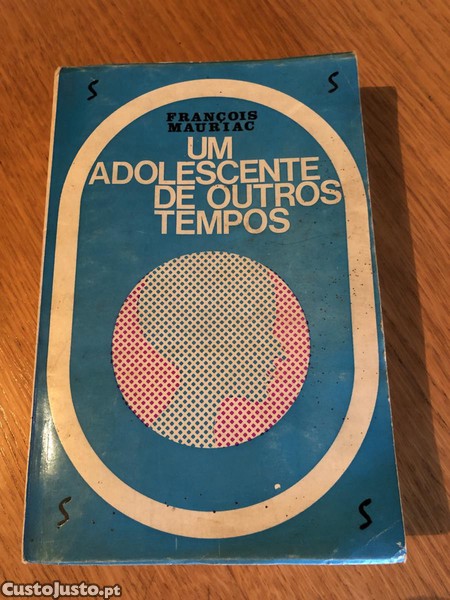 S S
FRANÇOIS
MAURIAC
UM
ADOLESCENTE
DE OUTROS
TEMPOS
S S
CustoJusto.pt